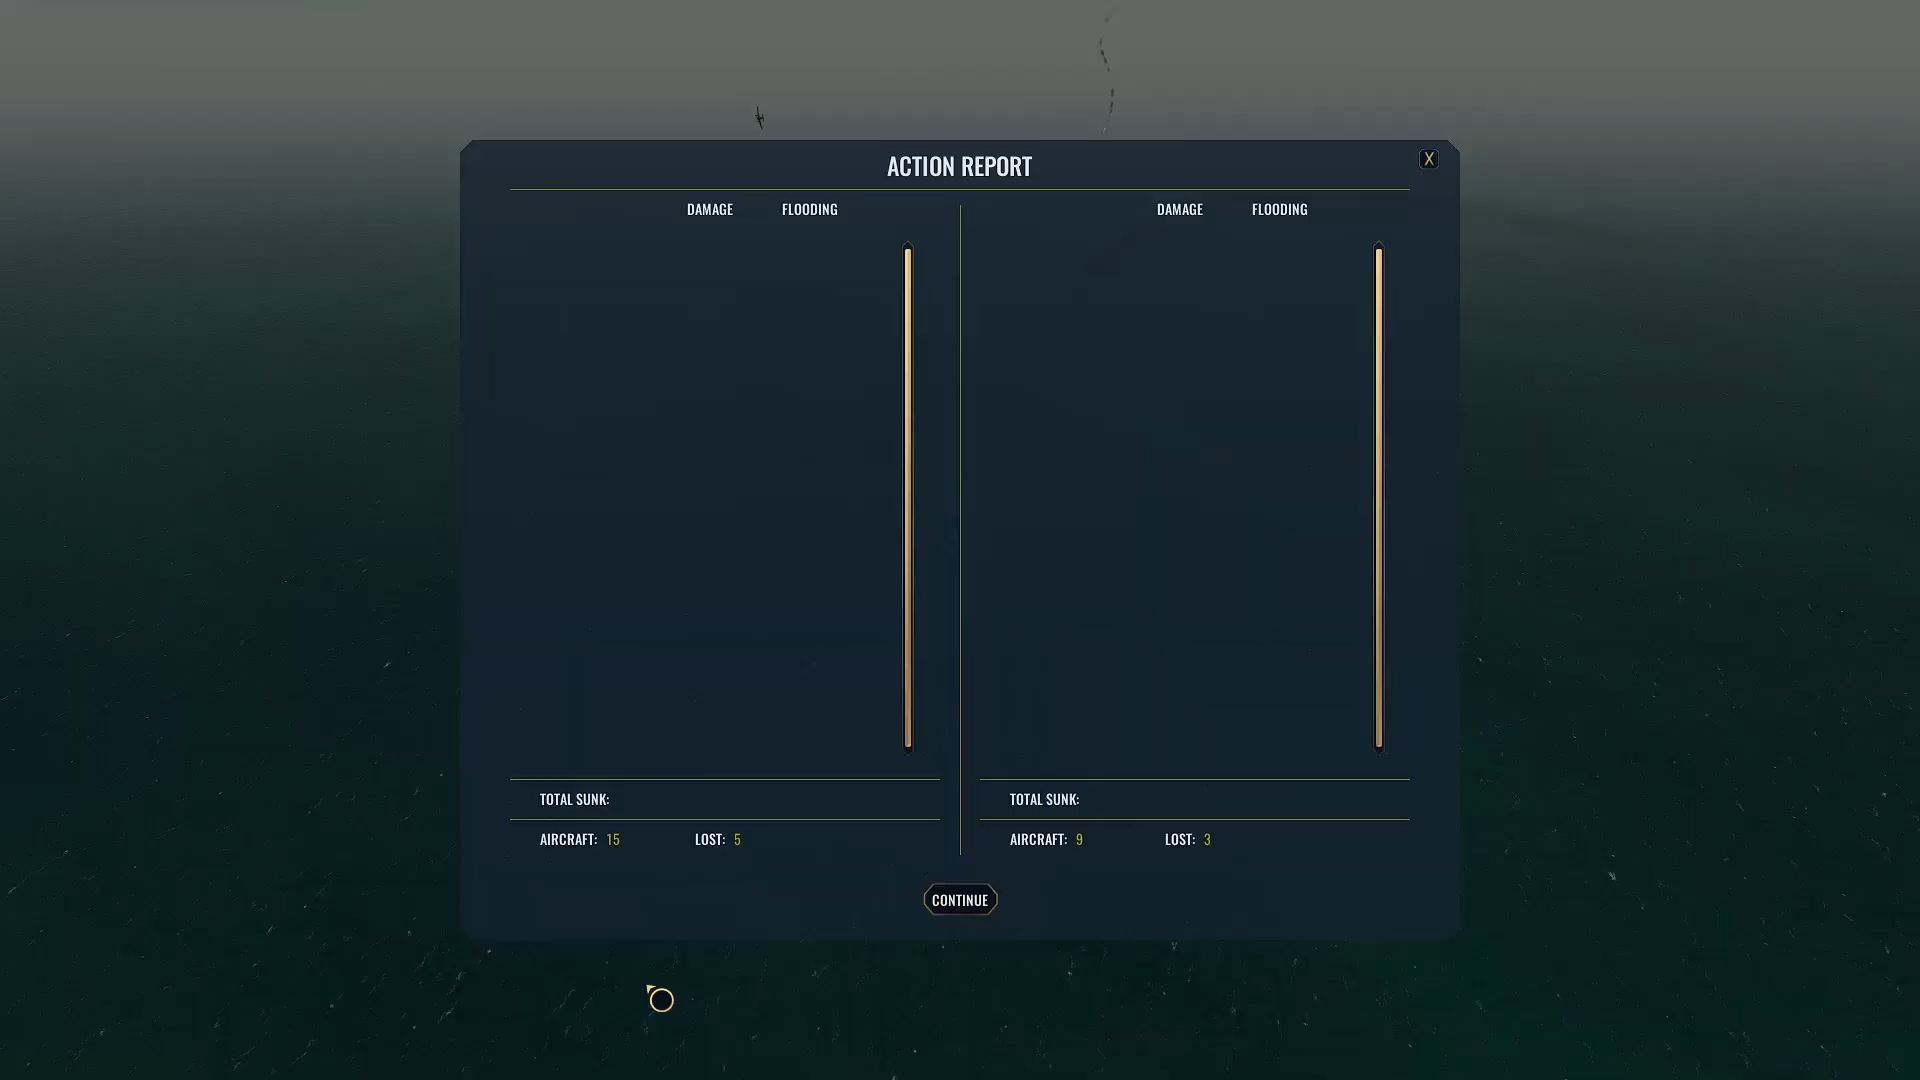 ACTION REPORT
X
DAMAGE FLOODING
DAMAGE FLOODING
TOTAL SUNK:
AIRCRAFT: 15 LOST: 5
TOTAL SUNK:
AIRCRAFT: 9 LOST: 3
CONTINUE